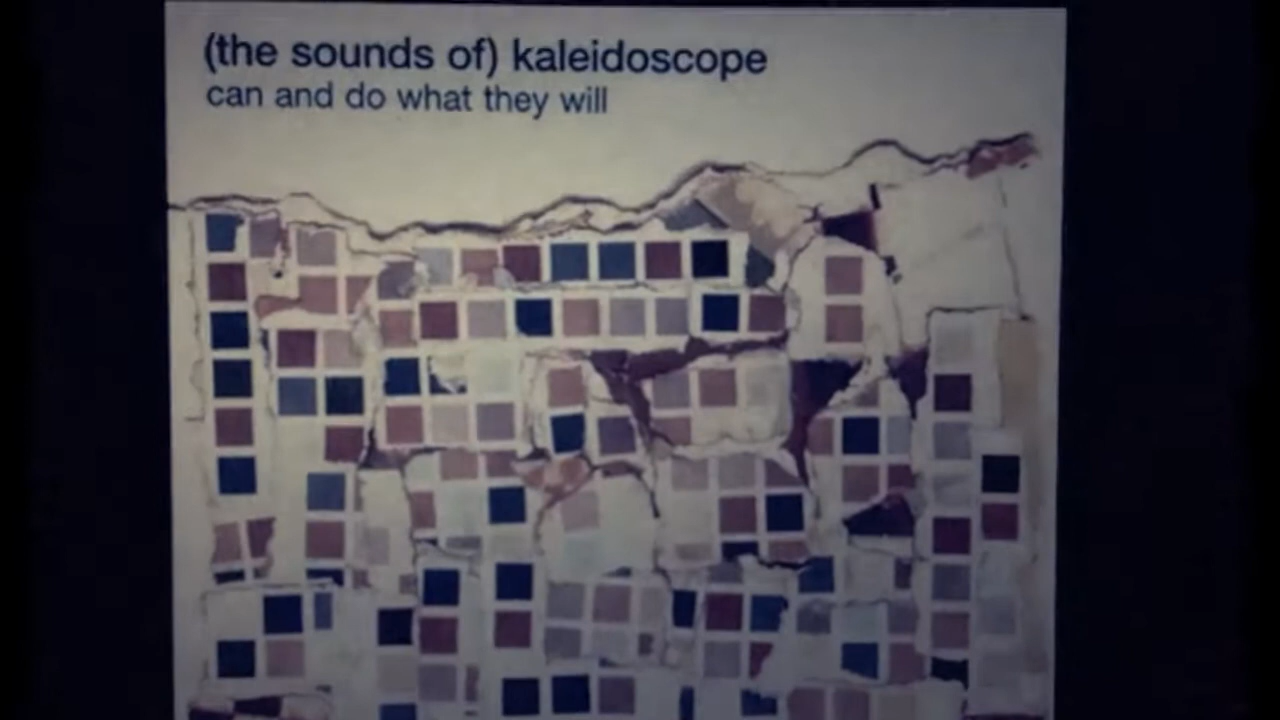 (the sounds of) kaleidoscope
can and do what they will